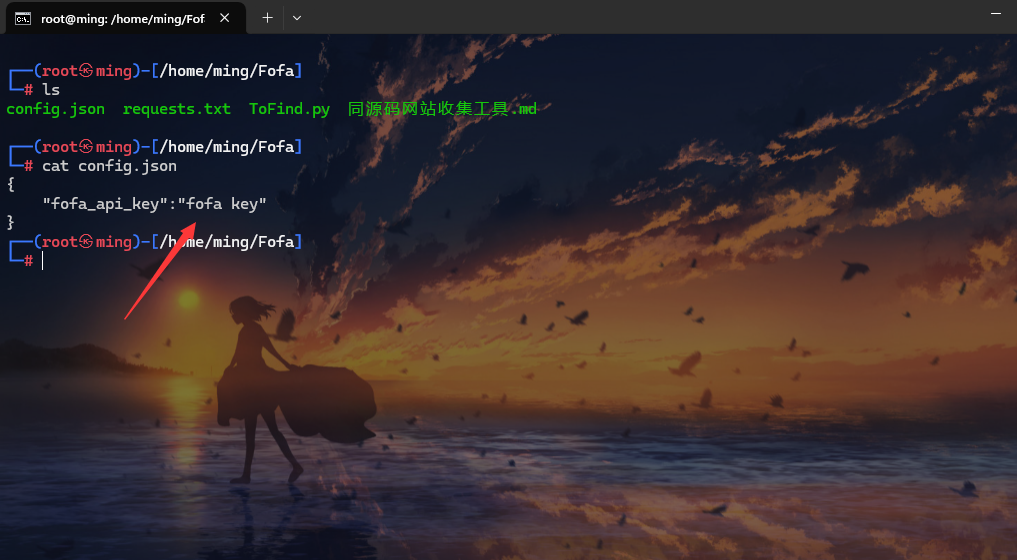 root@ming: /home/ming/Fof
┌──(root㉿ming)-[/home/ming/Fofa]
└─# ls
config.json  requests.txt  ToFind.py  同源码网站收集工具.md
┌──(root㉿ming)-[/home/ming/Fofa]
└─# cat config.json
{
    "fofa_api_key":"fofa key"
}
┌──(root㉿ming)-[/home/ming/Fofa]
└─#